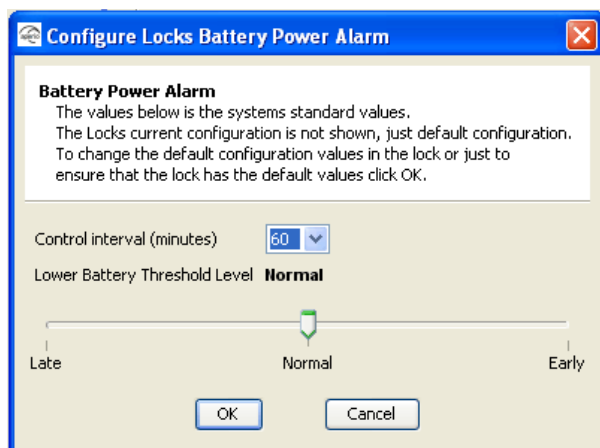 Configure Locks Battery Power Alarm
Battery Power Alarm
The values below is the systems standard values.
The Locks current configuration is not shown, just default configuration.
To change the default configuration values in the lock or just to
ensure that the lock has the default values click OK.
Control interval (minutes) 60
Lower Battery Threshold Level Normal
Late Normal Early
OK Cancel